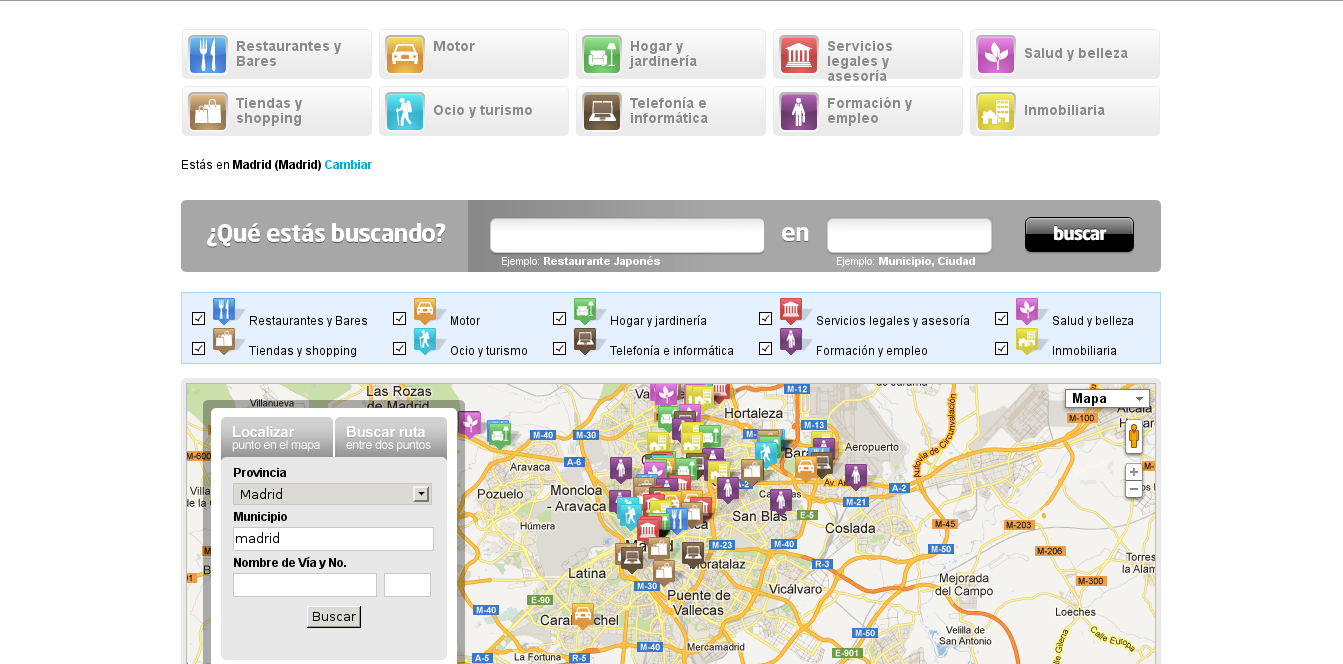 Restaurantes y
Bares
Motor
Hogar y
jardinería
Servicios
legales y
asesoría
Salud y belleza
Tiendas y
shopping
Ocio y turismo
Telefonía e
informática
Formación y
empleo
Inmobiliaria
Estás en Madrid (Madrid) Cambiar
¿Qué estás buscando?
en
buscar
Ejemplo: Restaurante Japonés
Ejemplo: Municipio, Ciudad
Restaurantes y Bares
Motor
Hogar y jardinería
Servicios legales y asesoría
Salud y belleza
Tiendas y shopping
Ocio y turismo
Telefonía e informática
Formación y empleo
Inmobiliaria
Localizar
punto en el mapa
Buscar ruta
entre dos puntos
Provincia
Madrid
Municipio
madrid
Nombre de Vía y No.
Buscar
Mapa
Las Rozas
de Madrid
Villanueva
M-12
Hortaleza
M-100
M-40
M-30
M-13
Aeropuerto
M-600
A-6
Aravaca
Pozuelo
Moncloa
- Aravaca
A-2
M-21
Húmera
San Blas
E-5
Coslada
M-45
M-203
M-23
M-40
M-50
M-206
Torres
la Alam
Latina
Moratalaz
R-3
M-30
Vicálvaro
Mejorada
del Campo
M-300
E-90
Puente de
Vallecas
M-40
Loeches
M-50
Velilla de
San Antonio
Calle Europa
M-40
Mercamadrid
A-5
La Fortuna
R-5
E-901